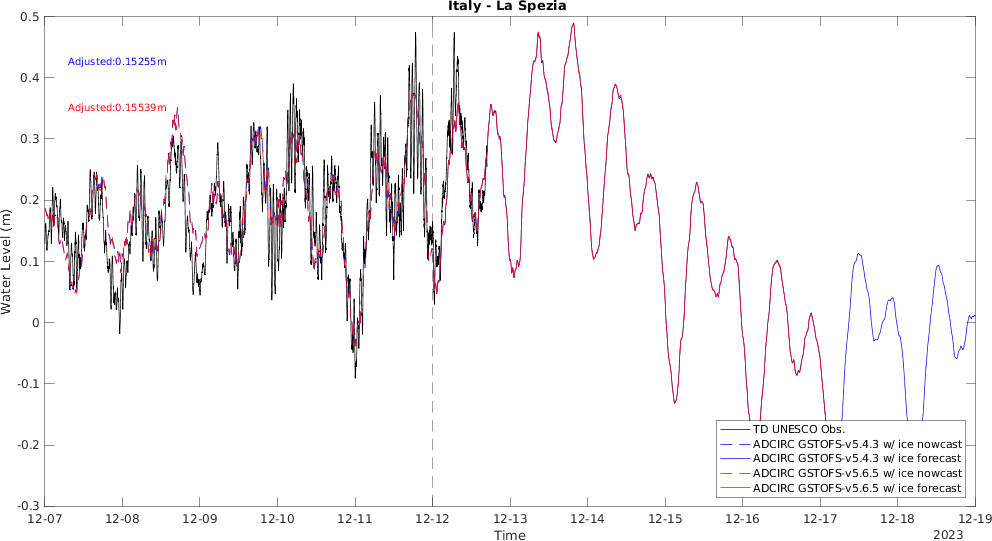 Italy - La Spezia
0.5
0.4
0.3
0.2
0.1
0
-0.1
-0.2
-0.3
Water Level (m)
Adjusted:0.15255m
Adjusted:0.15539m
TD UNESCO Obs.
ADCIRC GSTOFS-v5.4.3 w/ ice nowcast
ADCIRC GSTOFS-v5.4.3 w/ ice forecast
ADCIRC GSTOFS-v5.6.5 w/ ice nowcast
ADCIRC GSTOFS-v5.6.5 w/ ice forecast
12-07 12-08 12-09 12-10 12-11 12-12 12-13 12-14 12-15 12-16 12-17 12-18 12-19
Time
2023